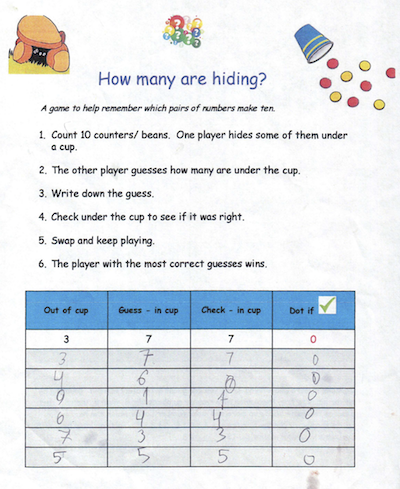 How many are hiding?
A game to help remember which pairs of numbers make ten.
1. Count 10 counters/ beans. One player hides some of them under
a cup.
2. The other player guesses how many are under the cup.
3. Write down the guess.
4. Check under the cup to see if it was right.
5. Swap and keep playing.
6. The player with the most correct guesses wins.
Out of cup Guess - in cup Check - in cup Dot if
3 7 7 0
3 7 7 0
4 6 0
9 1 1 0
6 4 4 0
7 3 3 0
5 5 5 0